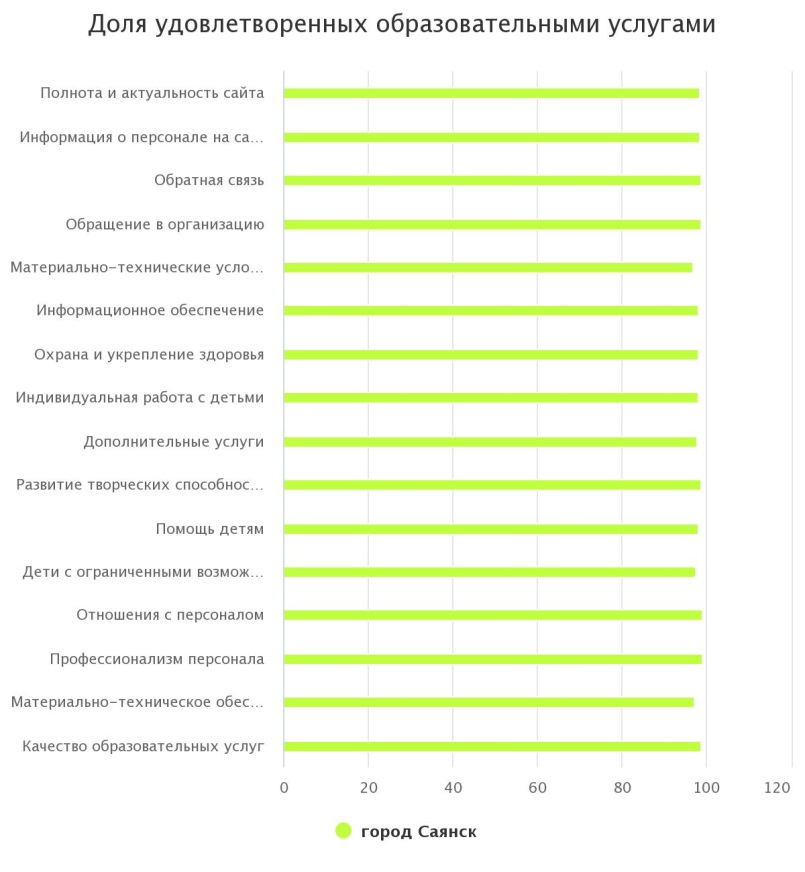 Доля удовлетворенных образовательными услугами
Полнота и актуальность сайта
Информация о персонале на са...
Обратная связь
Обращение в организацию
Материально-технические усло...
Информационное обеспечение
Охрана и укрепление здоровья
Индивидуальная работа с детьми
Дополнительные услуги
Развитие творческих способнос...
Помощь детям
Дети с ограниченными возмож...
Отношения с персоналом
Профессионализм персонала
Материально-техническое обес...
Качество образовательных услуг
0 20 40 60 80 100 120
город Саянск